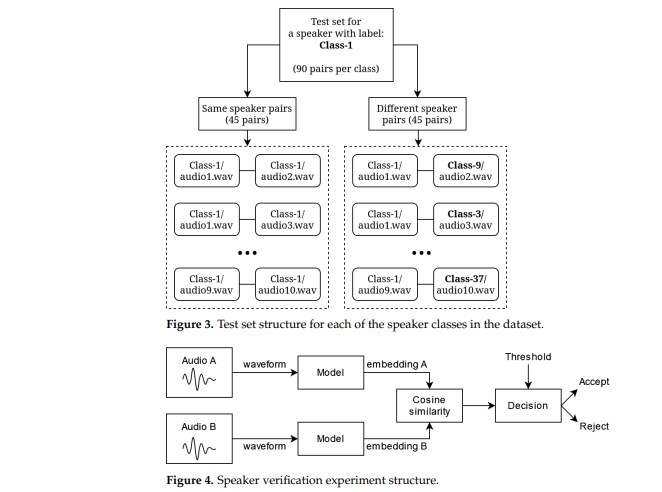 Test set for
a speaker with label:
Class-1
(90 pairs per class)
Same speaker pairs
(45 pairs)
Different speaker
pairs (45 pairs)
Class-1/
audio1.wav
Class-1/
audio2.wav
Class-1/
audio1.wav
Class-9/
audio2.wav
Class-1/
audio1.wav
Class-1/
audio3.wav
Class-1/
audio1.wav
Class-3/
audio3.wav
•••
•••
Class-1/
audio9.wav
Class-1/
audio10.wav
Class-1/
audio9.wav
Class-37/
audio10.wav
Figure 3. Test set structure for each of the speaker classes in the dataset.
Audio A
waveform
Model
embedding A
Audio B
waveform
Model
embedding B
Cosine
similarity
Threshold
Decision
Accept
Reject
Figure 4. Speaker verification experiment structure.